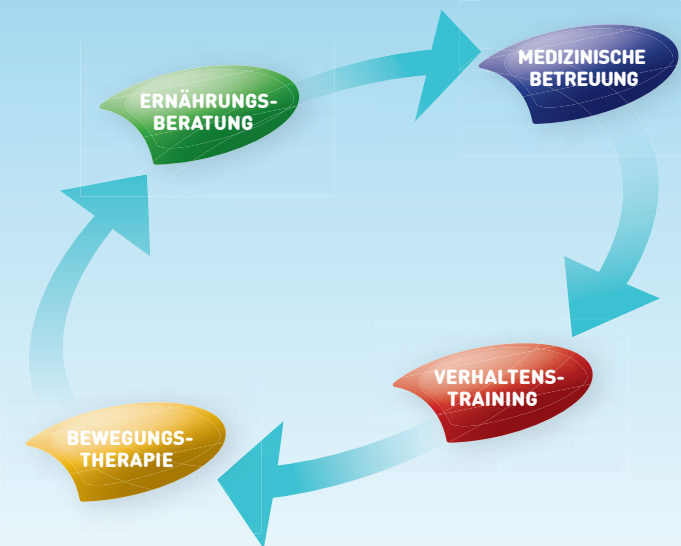 MEDIZINISCHE
BETREUUNG
ERNÄHRUNGS-
BERATUNG
VERHALTENS-
TRAINING
BEWEGUNGS-
THERAPIE